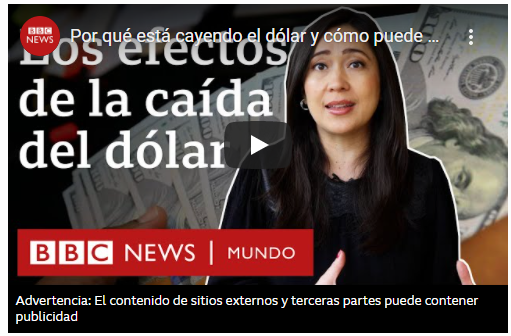 BBC
NEWS
Por qué está cayendo el dólar y cómo puede ...
Los efectos
de la caída
del dólar
BBC NEWS | MUNDO
Advertencia: El contenido de sitios externos y terceras partes puede contener
publicidad